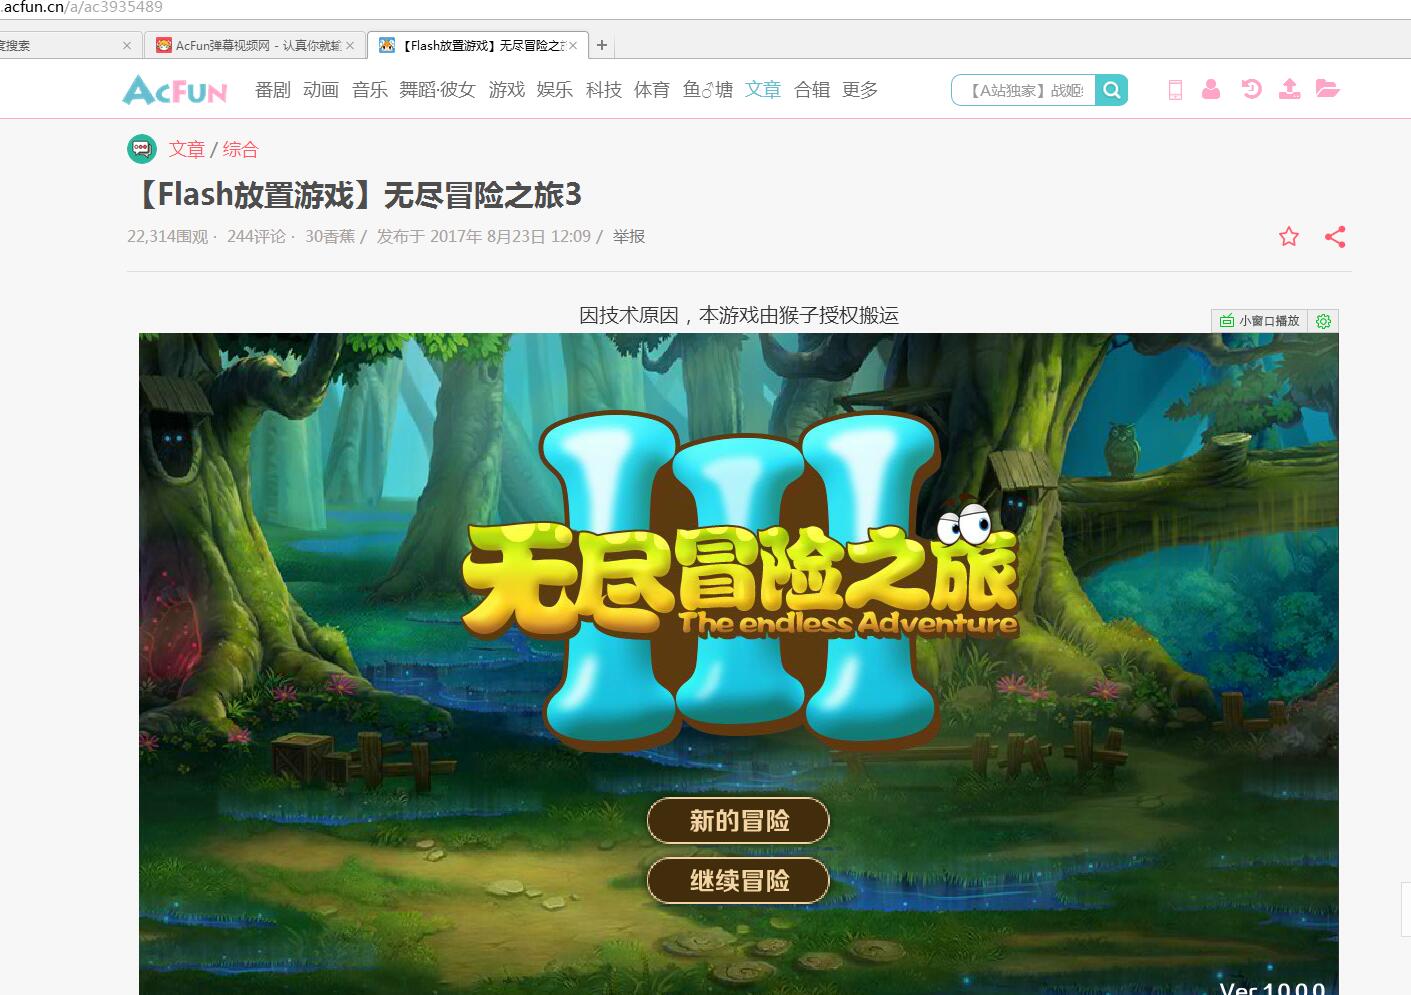 .acfun.cn/a/ac3935489
度搜索
AcFun弹幕视频网 - 认真你就输
【Flash放置游戏】无尽冒险之旅
ACFUN 番剧 动画 音乐 舞蹈·彼女 游戏 娱乐 科技 体育 鱼♂塘 文章 合辑 更多 【A站独家】战姬
文章 / 综合
【Flash放置游戏】无尽冒险之旅3
22,314围观 · 244评论 · 30香蕉 / 发布于 2017年 8月23日 12:09 / 举报
因技术原因，本游戏由猴子授权搬运
小窗口播放
III
无尽冒险之旅
The endless Adventure
新的冒险
继续冒险
Ver 1.0.0.0